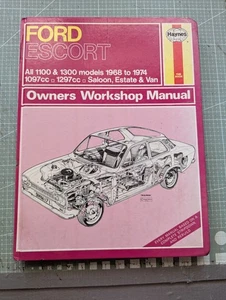 FORD
ESCORT
Haynes
All 1100 & 1300 models 1968 to 1974
1097cc □ 1297cc □ Saloon, Estate & Van
Owners Workshop Manual